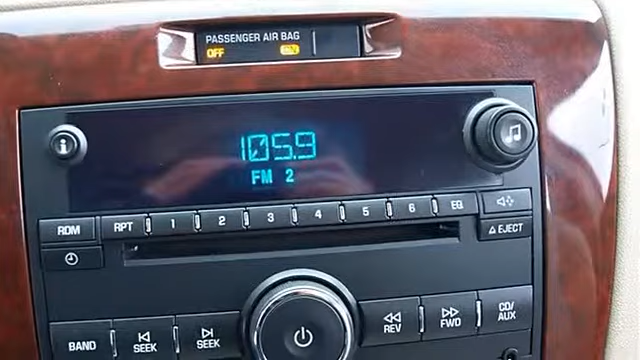 PASSENGER AIR BAG
OFF
105.9
FM 2
RDM RPT 1 2 3 4 5 6 EQ
EJECT
BAND SEEK SEEK REV FWD CD/
AUX